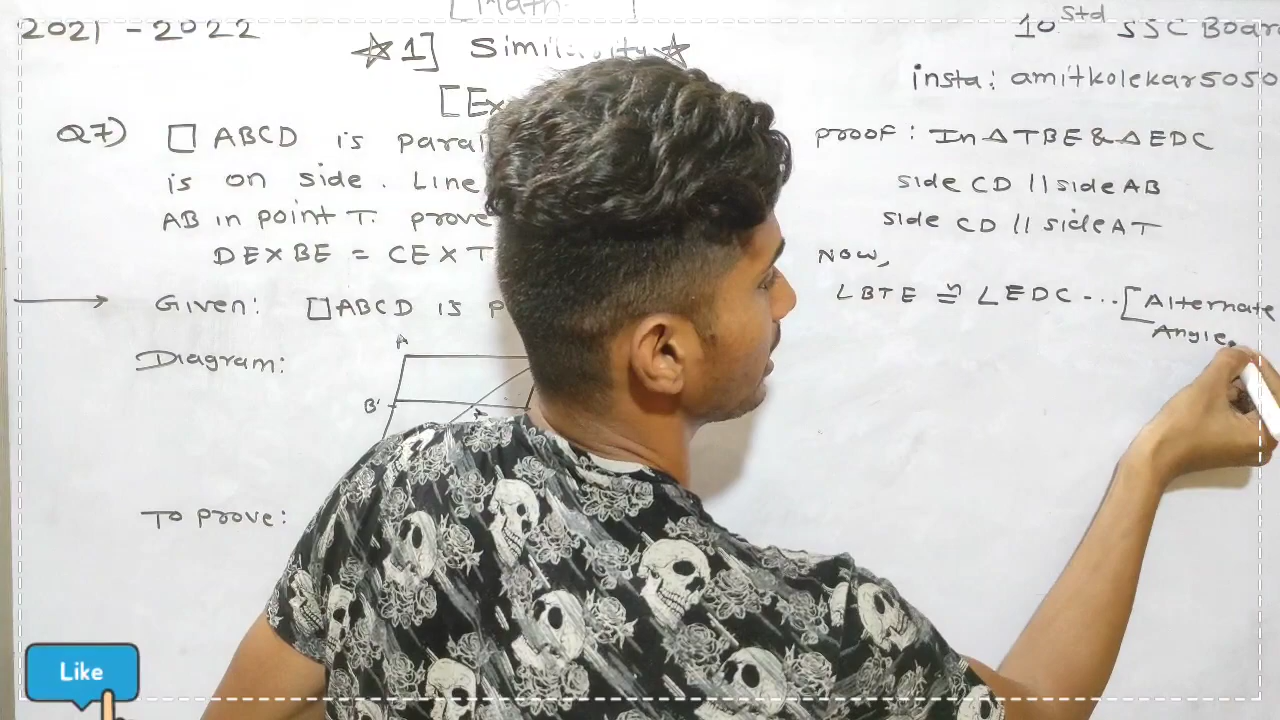 [Math.]
2021 - 2022
10 std SSC Board
☆1] Similarity☆
insta: amitkolekar5050
[Ex
Q7) □ ABCD is paral
is on side. Line
AB in point T. prove
DE×BE = CE×T
→ Given: □ABCD is p
Diagram:
A
B'
To prove:
proof: In △TBE & △EDC
side CD || side AB
side CD || side AT
Now,
∠BTE ≅ ∠EDC ... [Alternate
Angle.
Like